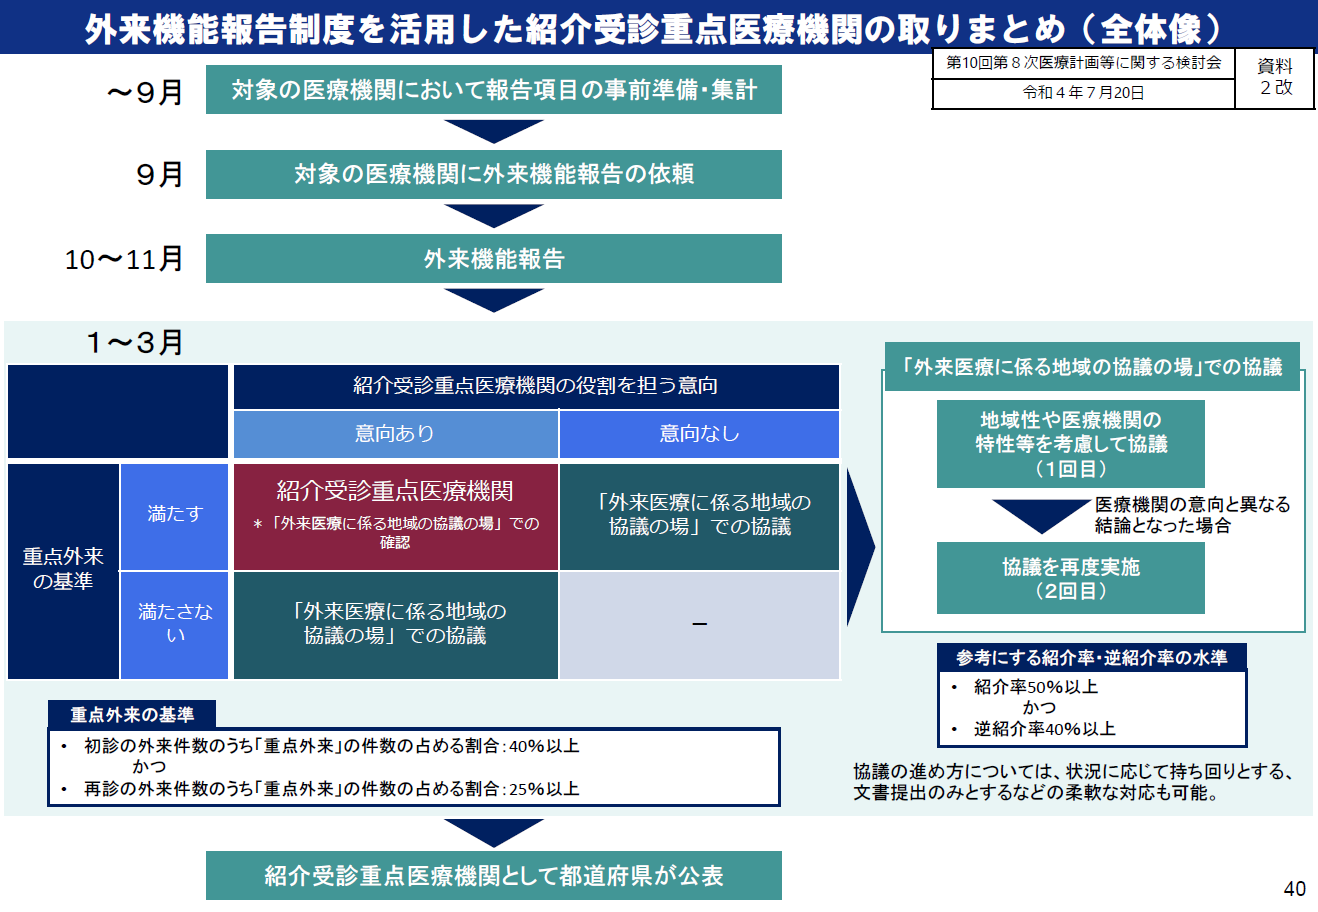 外来機能報告制度を活用した紹介受診重点医療機関の取りまとめ（全体像）
第10回第８次医療計画等に関する検討会
令和４年７月20日
資料
２改
～９月
対象の医療機関において報告項目の事前準備・集計
９月
対象の医療機関に外来機能報告の依頼
10～11月
外来機能報告
１～３月
紹介受診重点医療機関の役割を担う意向
意向あり
意向なし
重点外来
の基準
満たす
紹介受診重点医療機関
＊「外来医療に係る地域の協議の場」での
確認
「外来医療に係る地域の
協議の場」での協議
満たさな
い
「外来医療に係る地域の
協議の場」での協議
ー
「外来医療に係る地域の協議の場」での協議
地域性や医療機関の
特性等を考慮して協議
（１回目）
医療機関の意向と異なる
結論となった場合
協議を再度実施
（２回目）
参考にする紹介率・逆紹介率の水準
• 紹介率50％以上
かつ
• 逆紹介率40％以上
協議の進め方については、状況に応じて持ち回りとする、
文書提出のみとするなどの柔軟な対応も可能。
重点外来の基準
• 初診の外来件数のうち「重点外来」の件数の占める割合：40％以上
かつ
• 再診の外来件数のうち「重点外来」の件数の占める割合：25％以上
紹介受診重点医療機関として都道府県が公表
40